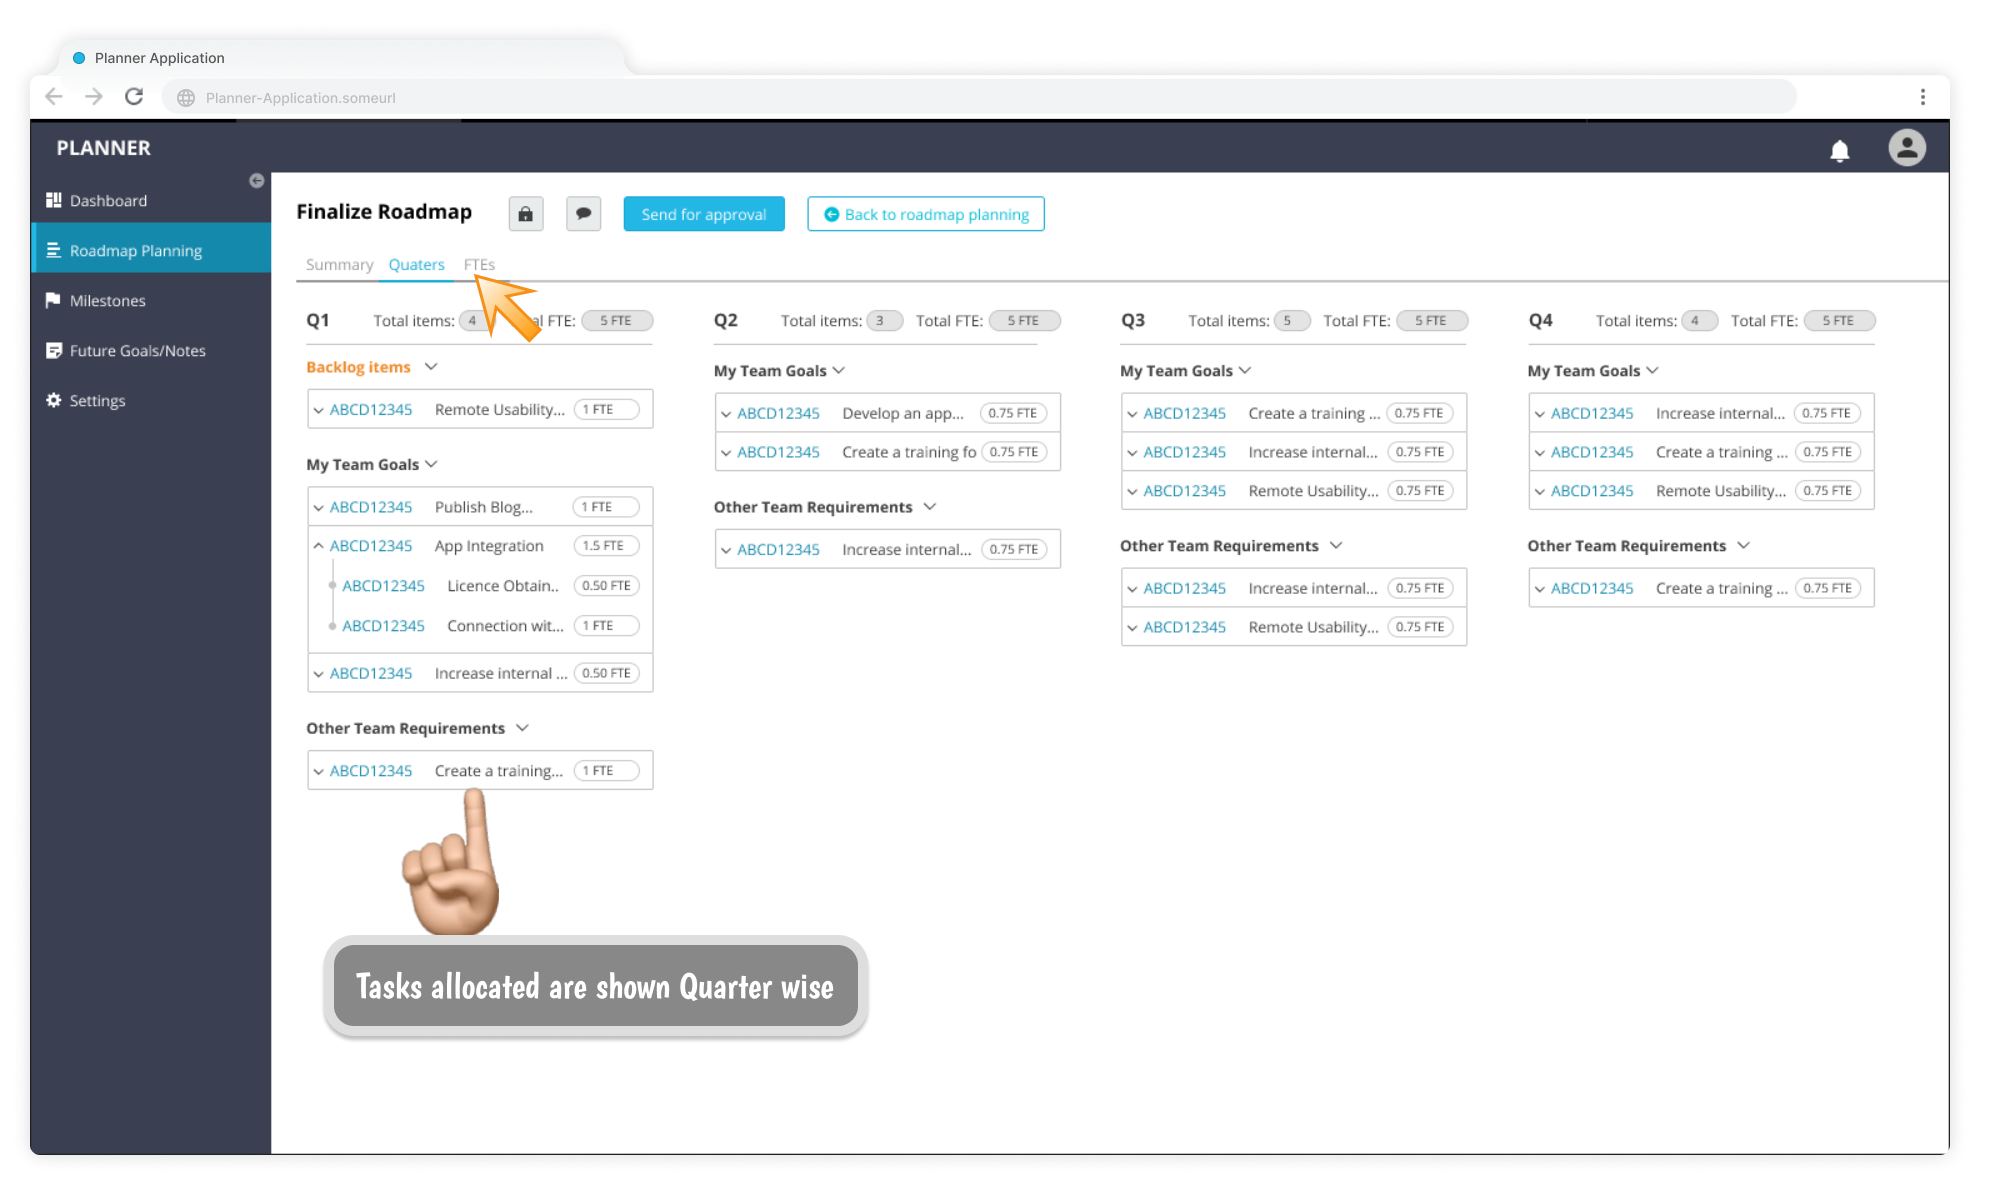 Planner Application
Planner-Application.someurl
PLANNER
Dashboard
Roadmap Planning
Milestones
Future Goals/Notes
Settings
Finalize Roadmap
Send for approval
Back to roadmap planning
Summary Quaters FTEs
Q1 Total items: 4 FTE: 5 FTE
Backlog items
ABCD12345 Remote Usability... 1 FTE
My Team Goals
ABCD12345 Publish Blog... 1 FTE
ABCD12345 App Integration 1.5 FTE
ABCD12345 Licence Obtain.. 0.50 FTE
ABCD12345 Connection wit... 1 FTE
ABCD12345 Increase internal ... 0.50 FTE
Other Team Requirements
ABCD12345 Create a training... 1 FTE
Q2 Total items: 3 Total FTE: 5 FTE
My Team Goals
ABCD12345 Develop an app... 0.75 FTE
ABCD12345 Create a training fo 0.75 FTE
Other Team Requirements
ABCD12345 Increase internal... 0.75 FTE
Q3 Total items: 5 Total FTE: 5 FTE
My Team Goals
ABCD12345 Create a training ... 0.75 FTE
ABCD12345 Increase internal... 0.75 FTE
ABCD12345 Remote Usability... 0.75 FTE
Other Team Requirements
ABCD12345 Increase internal... 0.75 FTE
ABCD12345 Remote Usability... 0.75 FTE
Q4 Total items: 4 Total FTE: 5 FTE
My Team Goals
ABCD12345 Increase internal... 0.75 FTE
ABCD12345 Create a training ... 0.75 FTE
ABCD12345 Remote Usability... 0.75 FTE
Other Team Requirements
ABCD12345 Create a training ... 0.75 FTE
Tasks allocated are shown Quarter wise